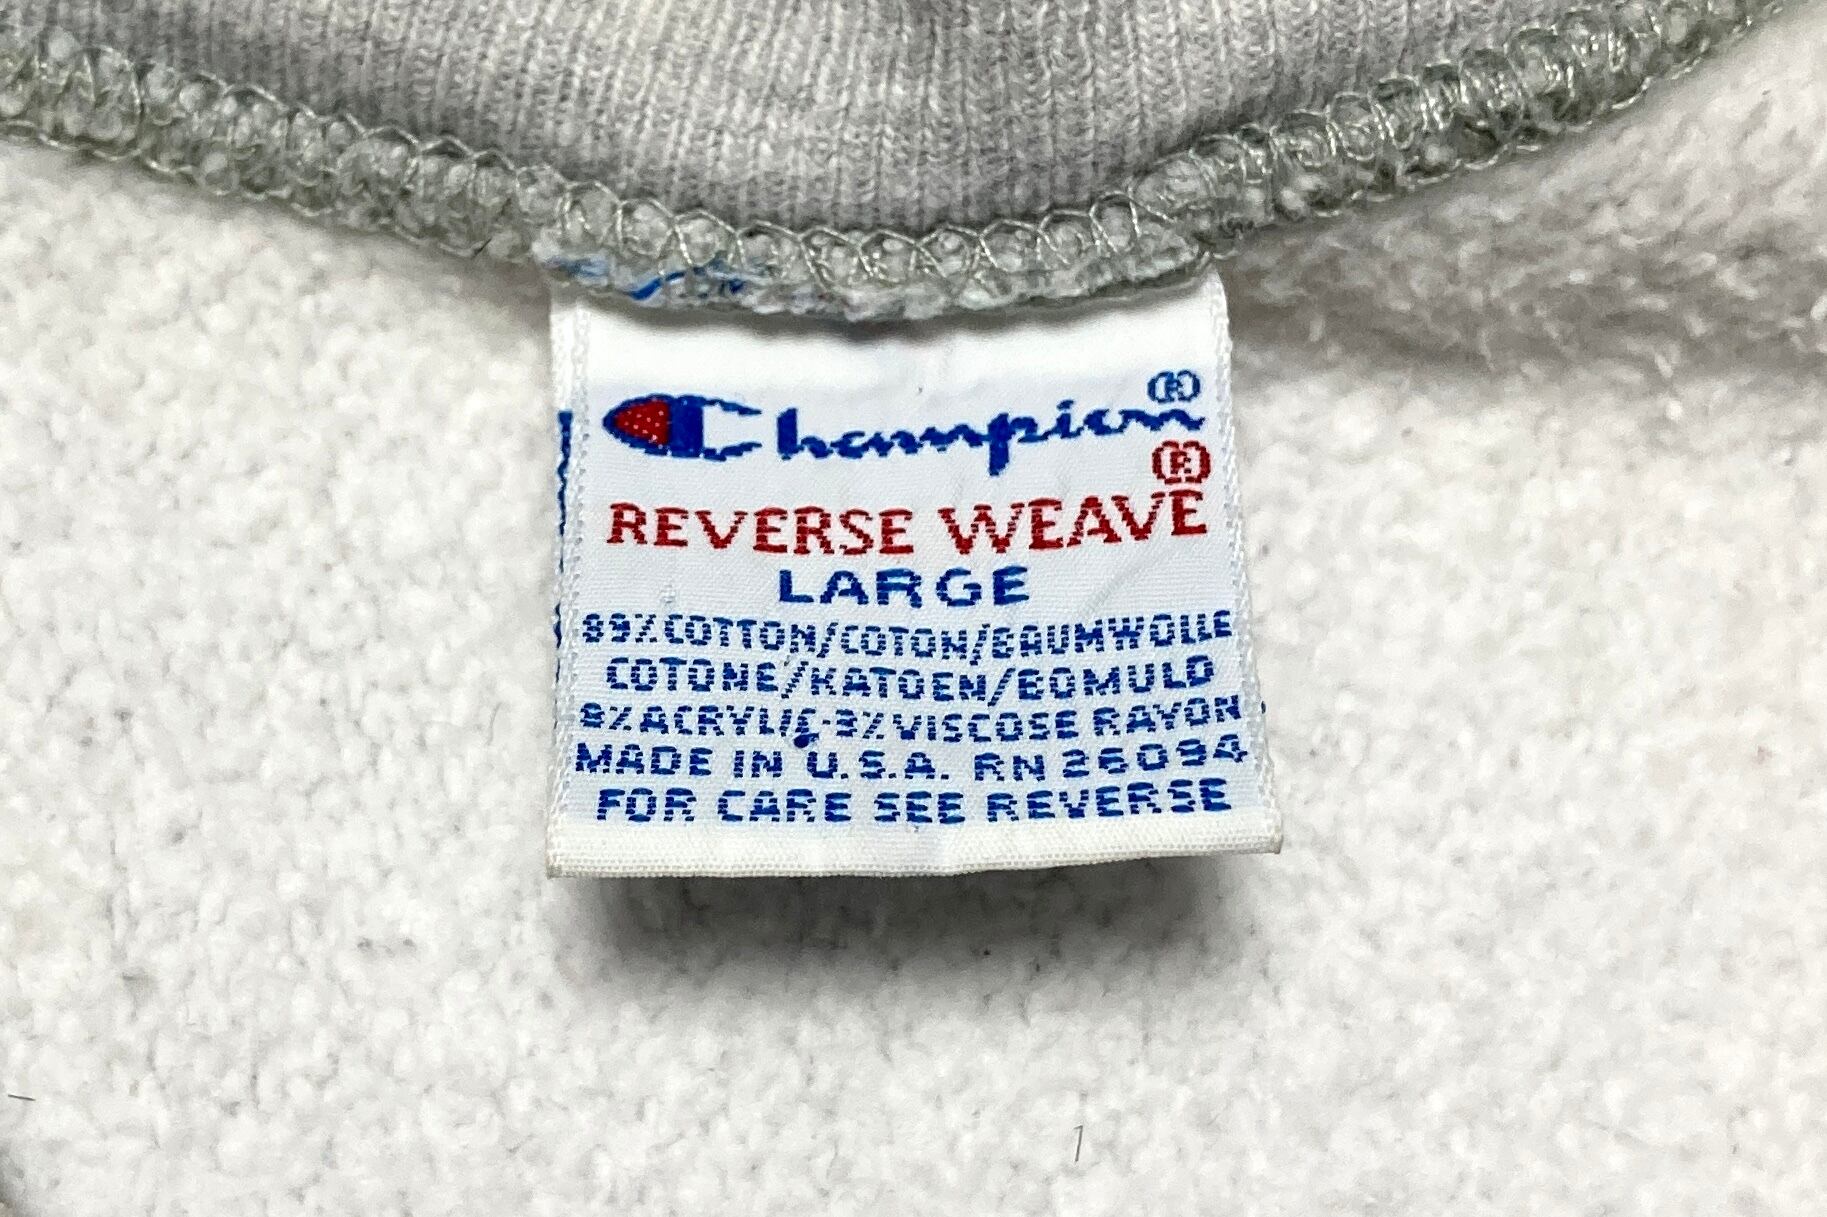 Champion®
REVERSE WEAVE®
LARGE
89% COTTON/COTON/BAUMWOLLE
COTONE/KATOEN/BOMULD
8% ACRYLIC·3% VISCOSE RAYON
MADE IN U.S.A. RN 26094
FOR CARE SEE REVERSE